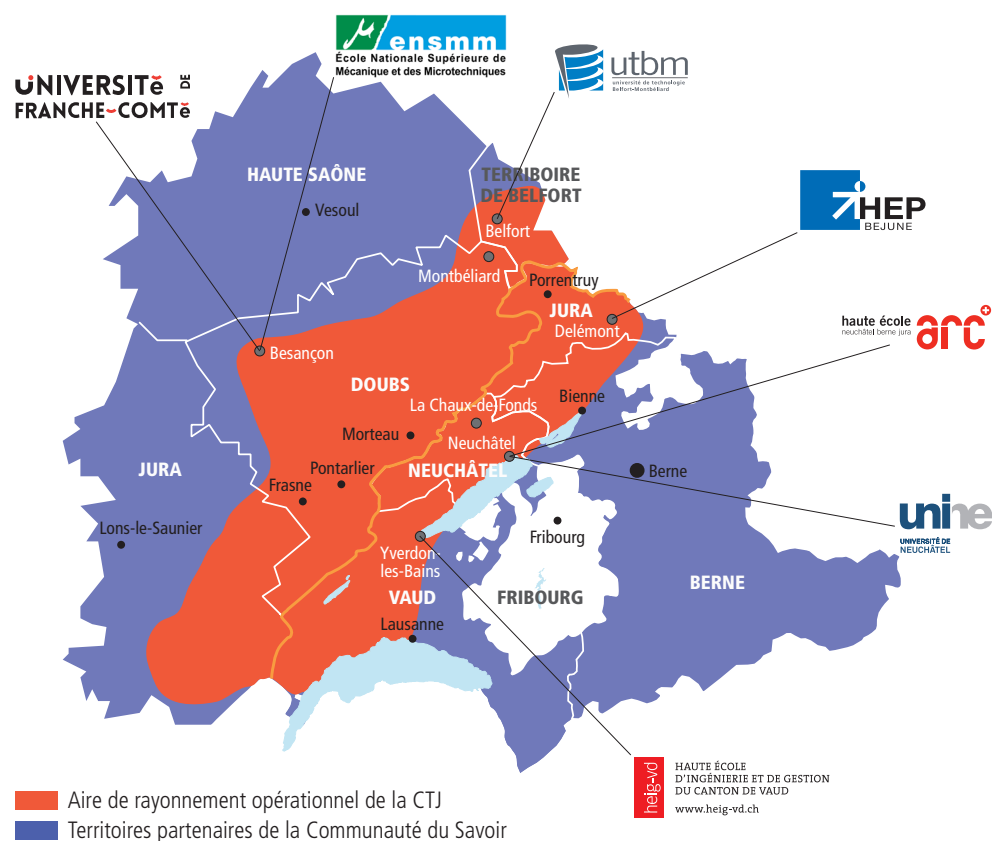 µ ensmm
École Nationale Supérieure de
Mécanique et des Microtechniques
utbm
université de technologie
Belfort-Montbéliard
UNIVERSITĕ DE
FRANCHE-COMTĕ
HAUTE SAÔNE
Vesoul
TERRIBOIRE
DE BELFORT
Belfort
Montbéliard
HEP
BEJUNE
Porrentruy
JURA
Delémont
haute école
neuchâtel berne jura
arc
Besançon
DOUBS
La Chaux-de-Fonds
Bienne
Morteau
Neuchâtel
NEUCHÂTEL
Berne
JURA
Pontarlier
Frasne
Lons-le-Saunier
unine
UNIVERSITÉ DE
NEUCHÂTEL
Fribourg
Yverdon-
les-Bains
VAUD
FRIBOURG
BERNE
Lausanne
heig-vd
HAUTE ÉCOLE
D'INGÉNIERIE ET DE GESTION
DU CANTON DE VAUD
www.heig-vd.ch
Aire de rayonnement opérationnel de la CTJ
Territoires partenaires de la Communauté du Savoir